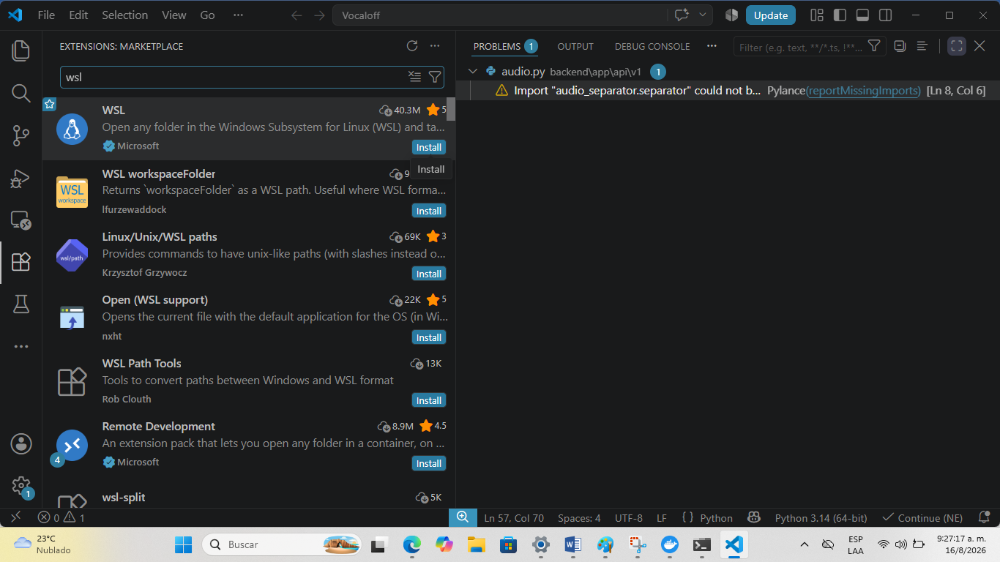 File Edit Selection View Go ··· Vocaloff Update
EXTENSIONS: MARKETPLACE
wsl
WSL 40.3M 5
Open any folder in the Windows Subsystem for Linux (WSL) and ta...
Microsoft Install
Install
WSL workspaceFolder 9
WSL
workspace
Returns `workspaceFolder` as a WSL path. Useful where WSL forma...
lfurzewaddock Install
Linux/Unix/WSL paths 69K 3
wsl/path
Provides commands to have unix-like paths (with slashes instead o...
Krzysztof Grzywocz Install
Open (WSL support) 22K 5
Opens the current file with the default application for the OS (in Wi...
nxht Install
WSL Path Tools 13K
Tools to convert paths between Windows and WSL format
Rob Clouth Install
Remote Development 8.9M 4.5
An extension pack that lets you open any folder in a container, on ...
4 Microsoft Install
wsl-split 5K
1
PROBLEMS 1 OUTPUT DEBUG CONSOLE ··· Filter (e.g. text, **/*.ts, !**...
audio.py backend\app\api\v1 1
Import "audio_separator.separator" could not b... Pylance(reportMissingImports) [Ln 8, Col 6]
0 1 Ln 57, Col 70 Spaces: 4 UTF-8 LF { } Python Python 3.14 (64-bit) Continue (NE)
23°C
Nublado
Buscar
ESP
LAA
9:27:17 a. m.
16/8/2026